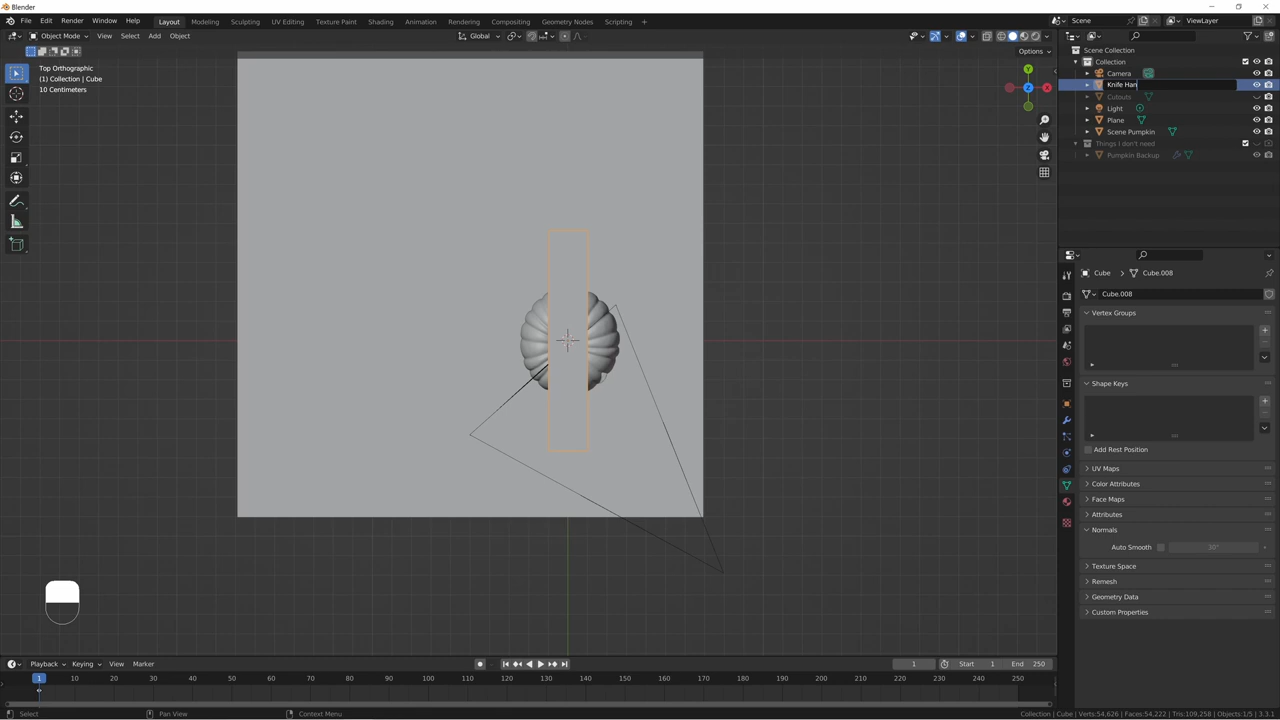 Blender
File Edit Render Window Help Layout Modeling Sculpting UV Editing Texture Paint Shading Animation Rendering Compositing Geometry Nodes Scripting + Scene ViewLayer
Object Mode View Select Add Object Global
Options
Top Orthographic
(1) Collection | Cube
10 Centimeters
Y
X
Z
Scene Collection
Collection
Camera
Knife Han
Cutouts
Light
Plane
Scene Pumpkin
Things I don't need
Pumpkin Backup
Cube > Cube.008
Cube.008
Vertex Groups
Shape Keys
Add Rest Position
UV Maps
Color Attributes
Face Maps
Attributes
Normals
Auto Smooth 30°
Texture Space
Remesh
Geometry Data
Custom Properties
Playback Keying View Marker 1 Start 1 End 250
1 10 20 30 40 50 60 70 80 90 100 110 120 130 140 150 160 170 180 190 200 210 220 230 240 250
Select Pan View Context Menu Collection | Cube | Verts:54,626 | Faces:54,222 | Tris:109,258 | Objects:1/5 | 3.3.1